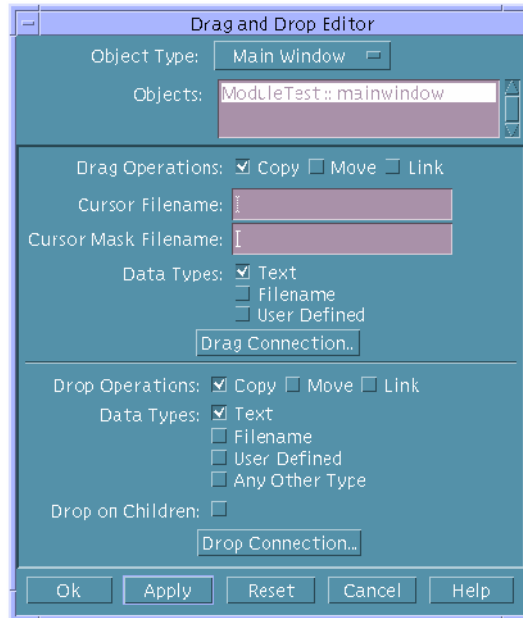 Drag and Drop Editor
Object Type: Main Window
Objects: ModuleTest::mainwindow
Drag Operations: Copy Move Link
Cursor Filename:
Cursor Mask Filename:
Data Types: Text
Filename
User Defined
Drag Connection..
Drop Operations: Copy Move Link
Data Types: Text
Filename
User Defined
Any Other Type
Drop on Children:
Drop Connection...
Ok Apply Reset Cancel Help